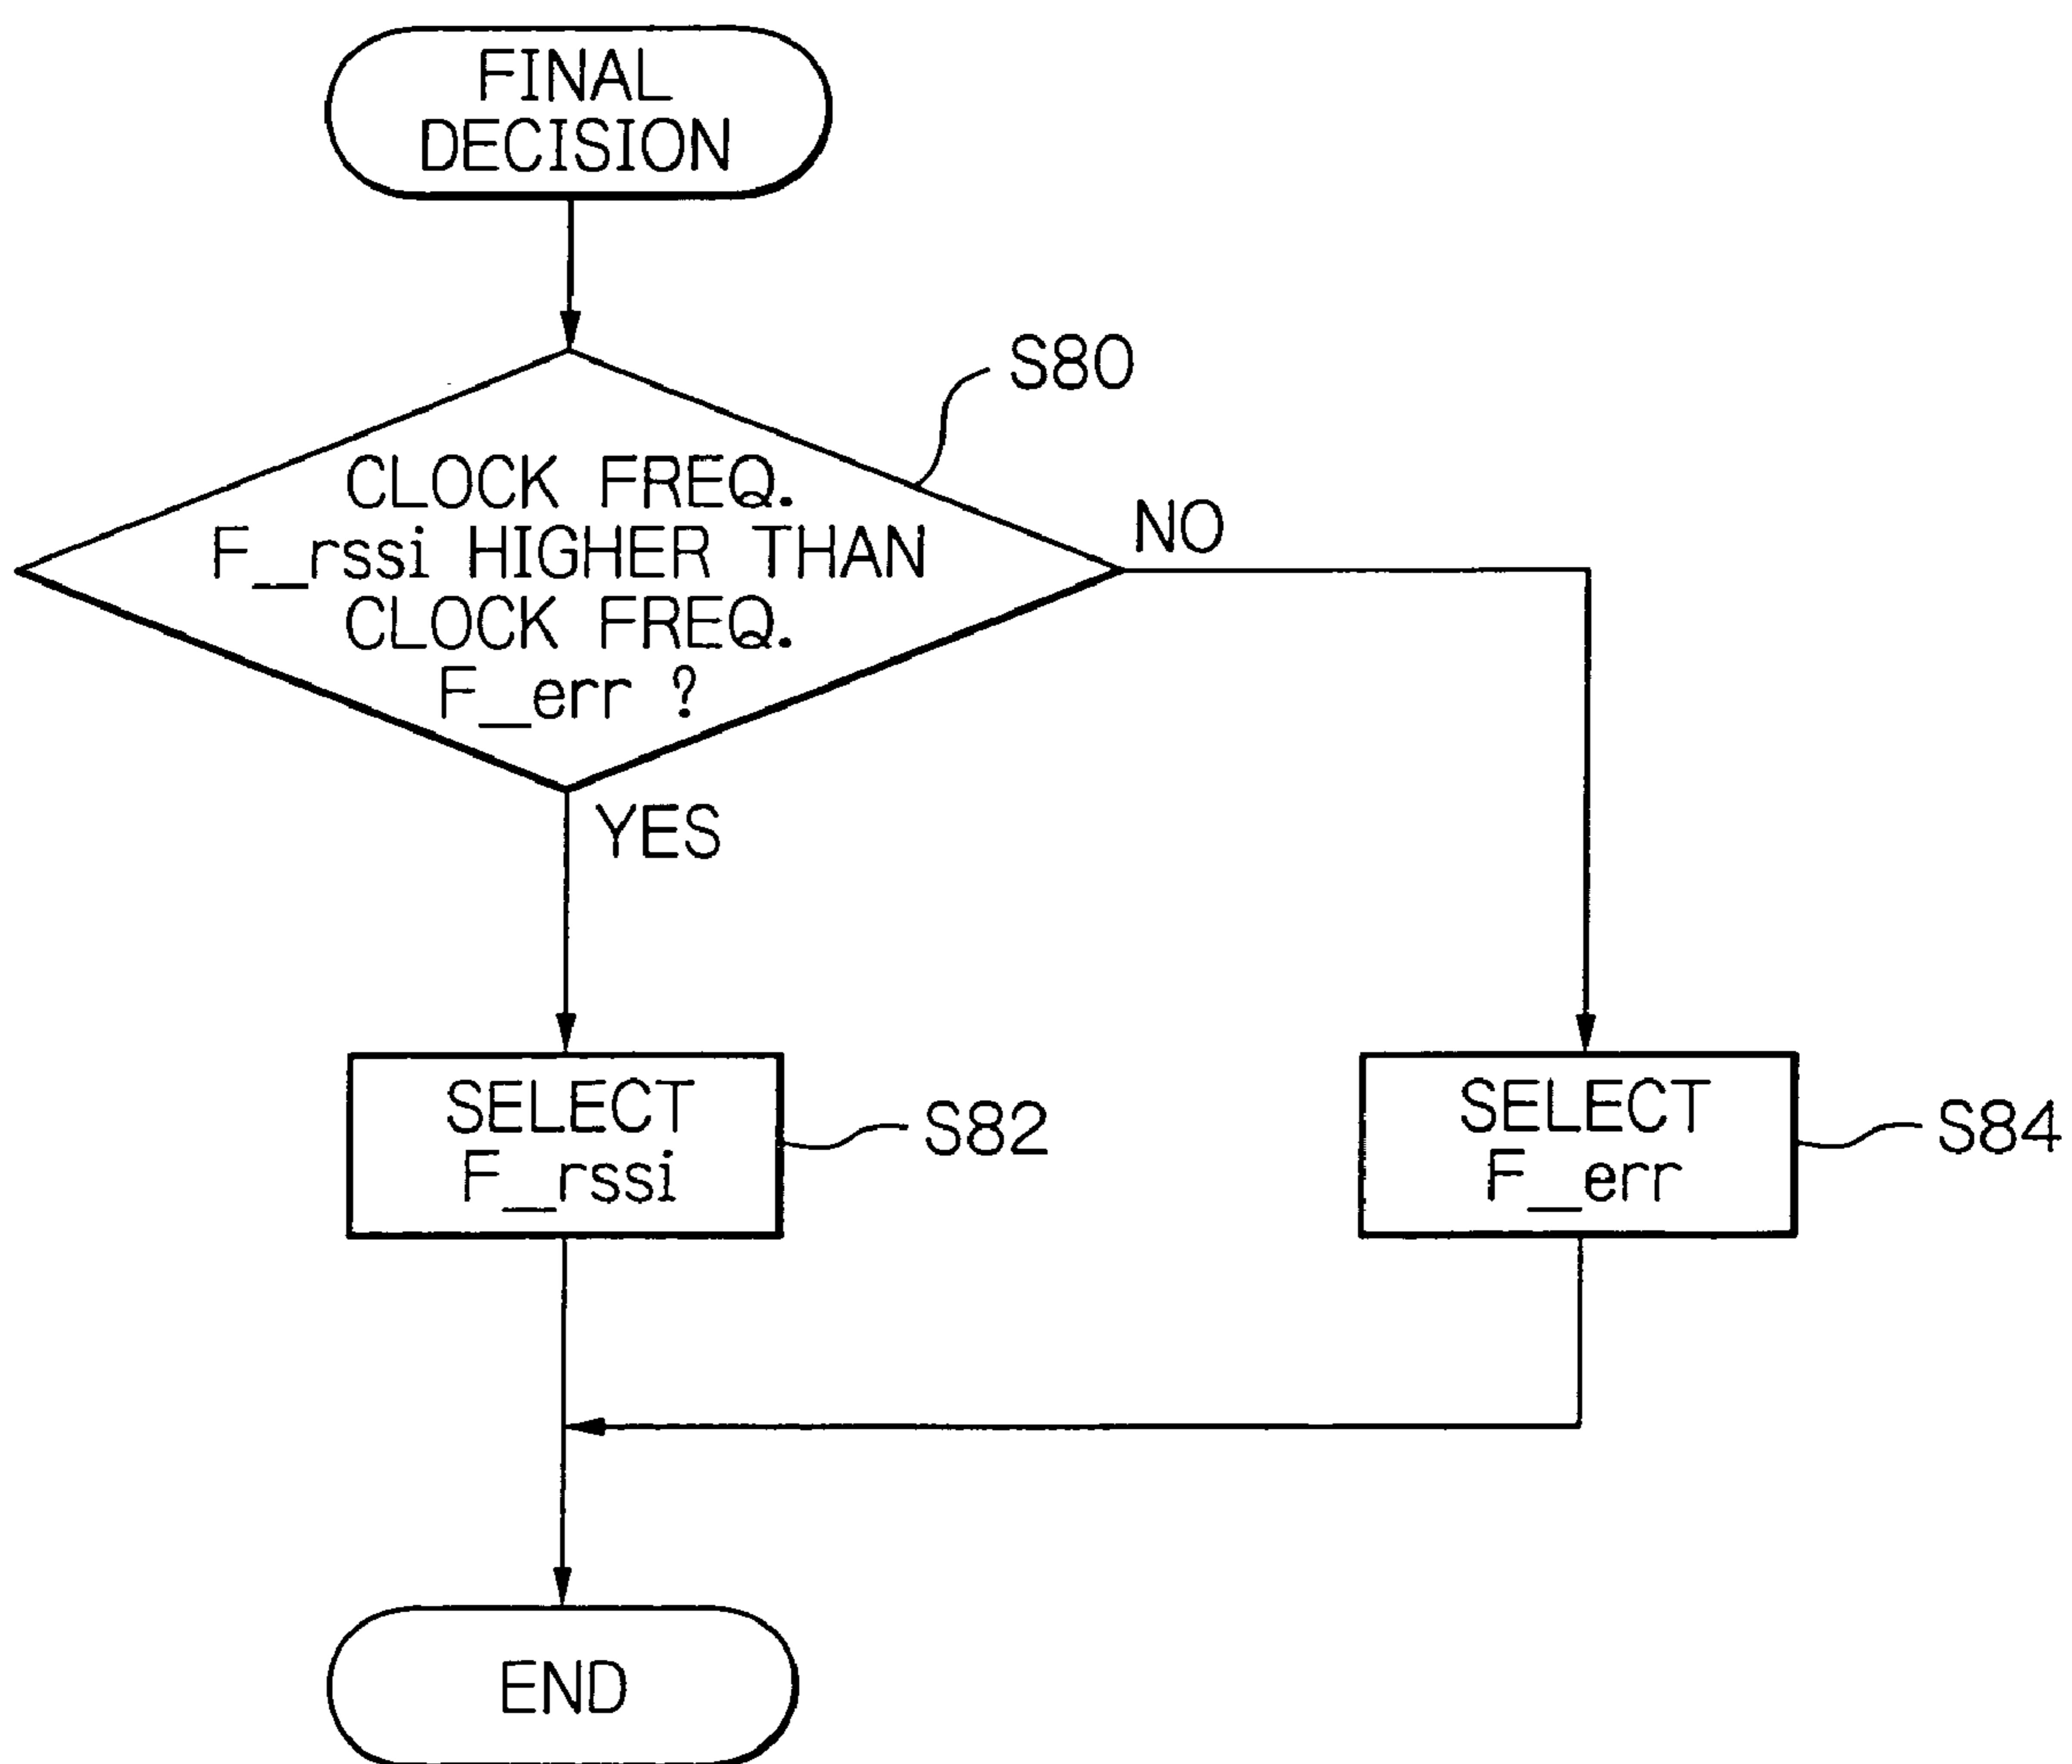 FINAL
DECISION
S80
CLOCK FREQ.
F_rssi HIGHER THAN
CLOCK FREQ.
F_err ?
NO
YES
SELECT
F_rssi
S82
SELECT
F_err
S84
END